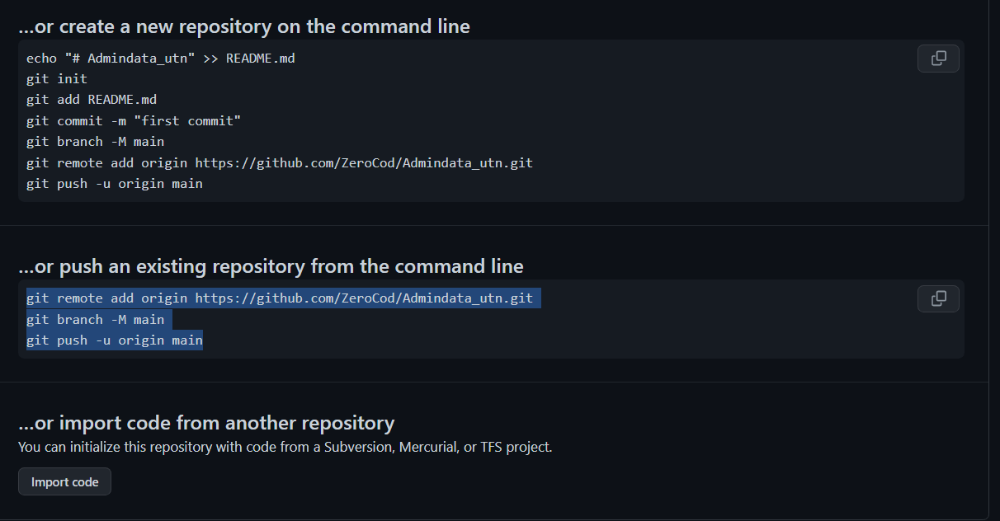 ...or create a new repository on the command line
echo "# Admindata_utn" >> README.md
git init
git add README.md
git commit -m "first commit"
git branch -M main
git remote add origin https://github.com/ZeroCod/Admindata_utn.git
git push -u origin main
...or push an existing repository from the command line
git remote add origin https://github.com/ZeroCod/Admindata_utn.git
git branch -M main
git push -u origin main
...or import code from another repository
You can initialize this repository with code from a Subversion, Mercurial, or TFS project.
Import code